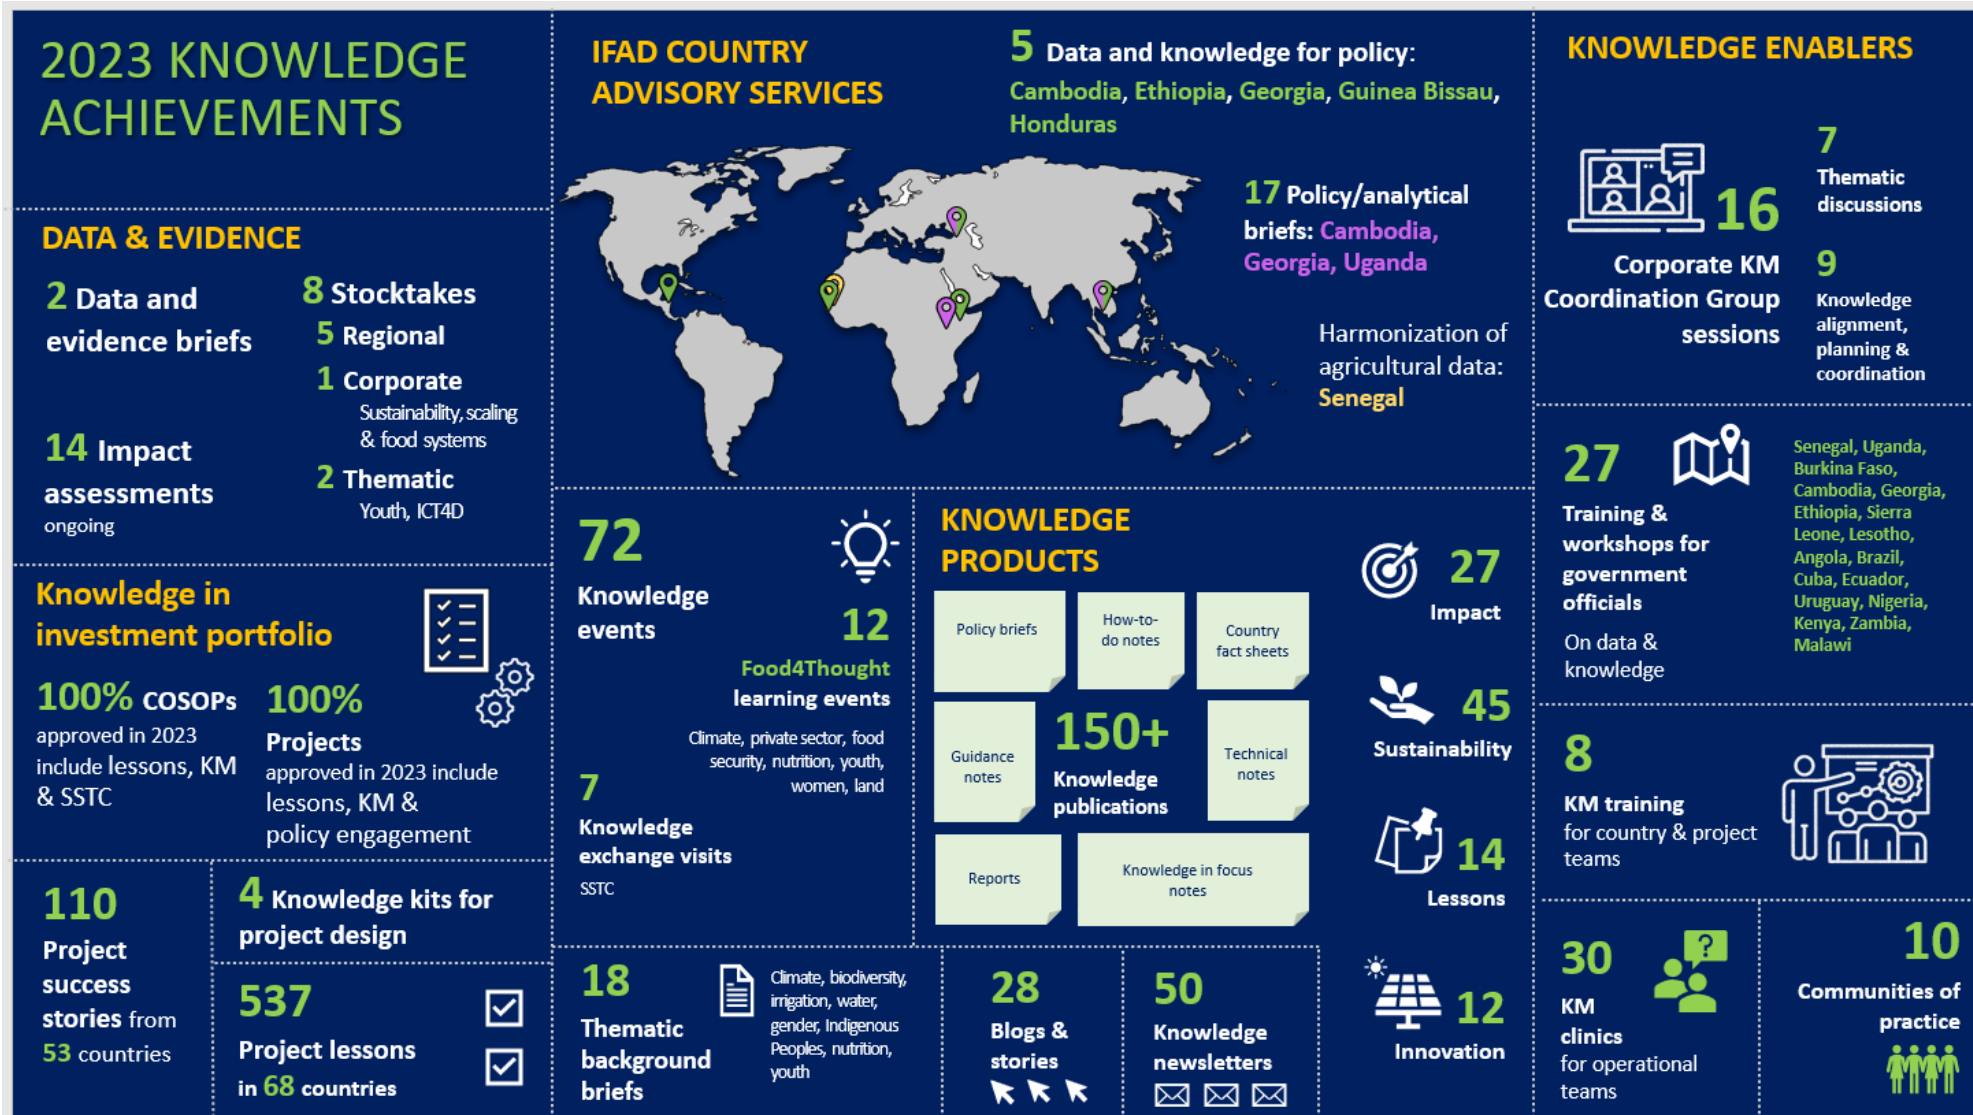 2023 KNOWLEDGE
ACHIEVEMENTS
DATA & EVIDENCE
2 Data and
evidence briefs
14 Impact
assessments
ongoing
8 Stocktakes
5 Regional
1 Corporate
Sustainability, scaling
& food systems
2 Thematic
Youth, ICT4D
Knowledge in
investment portfolio
100% COSOPs
approved in 2023
include lessons, KM
& SSTC
100%
Projects
approved in 2023 include
lessons, KM &
policy engagement
110
Project
success
stories from
53 countries
4 Knowledge kits for
project design
537
Project lessons
in 68 countries
IFAD COUNTRY
ADVISORY SERVICES
5 Data and knowledge for policy:
Cambodia, Ethiopia, Georgia, Guinea Bissau,
Honduras
17 Policy/analytical
briefs: Cambodia,
Georgia, Uganda
Harmonization of
agricultural data:
Senegal
72
Knowledge
events
12
Food4Thought
learning events
Climate, private sector, food
security, nutrition, youth,
women, land
7
Knowledge
exchange visits
SSTC
KNOWLEDGE
PRODUCTS
Policy briefs
How-to-
do notes
Country
fact sheets
Guidance
notes
150+
Knowledge
publications
Technical
notes
Reports
Knowledge in focus
notes
27
Impact
45
Sustainability
14
Lessons
12
Innovation
18
Thematic
background
briefs
Climate, biodiversity,
irrigation, water,
gender, Indigenous
Peoples, nutrition,
youth
28
Blogs &
stories
50
Knowledge
newsletters
KNOWLEDGE ENABLERS
16
Corporate KM
Coordination Group
sessions
7
Thematic
discussions
9
Knowledge
alignment,
planning &
coordination
27
Training &
workshops for
government
officials
On data &
knowledge
Senegal, Uganda,
Burkina Faso,
Cambodia, Georgia,
Ethiopia, Sierra
Leone, Lesotho,
Angola, Brazil,
Cuba, Ecuador,
Uruguay, Nigeria,
Kenya, Zambia,
Malawi
8
KM training
for country & project
teams
30
KM
clinics
for operational
teams
?
10
Communities of
practice